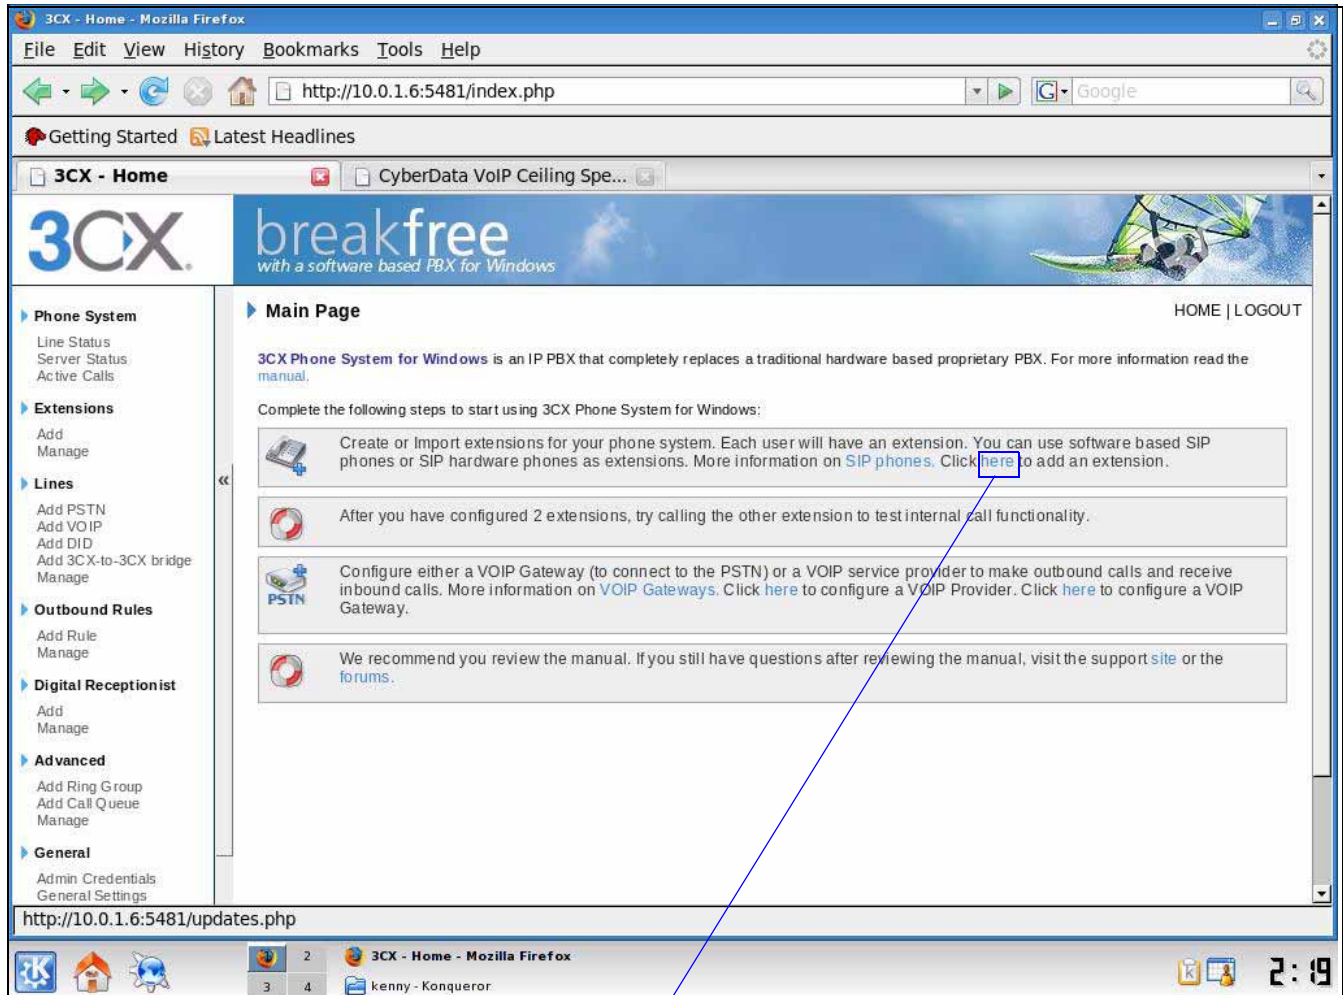 3CX - Home - Mozilla Firefox
File Edit View History Bookmarks Tools Help
http://10.0.1.6:5481/index.php
G Google
Getting Started Latest Headlines
3CX - Home
CyberData VoIP Ceiling Spe...
3CX
breakfree
with a software based PBX for Windows
Phone System
Line Status
Server Status
Active Calls
Extensions
Add
Manage
Lines
Add PSTN
Add VOIP
Add DID
Add 3CX-to-3CX bridge
Manage
Outbound Rules
Add Rule
Manage
Digital Receptionist
Add
Manage
Advanced
Add Ring Group
Add Call Queue
Manage
General
Admin Credentials
General Settings
«
Main Page
HOME | LOGOUT
3CX Phone System for Windows is an IP PBX that completely replaces a traditional hardware based proprietary PBX. For more information read the
manual.
Complete the following steps to start using 3CX Phone System for Windows:
Create or Import extensions for your phone system. Each user will have an extension. You can use software based SIP
phones or SIP hardware phones as extensions. More information on SIP phones. Click here to add an extension.
After you have configured 2 extensions, try calling the other extension to test internal call functionality.
PSTN
Configure either a VOIP Gateway (to connect to the PSTN) or a VOIP service provider to make outbound calls and receive
inbound calls. More information on VOIP Gateways. Click here to configure a VOIP Provider. Click here to configure a VOIP
Gateway.
We recommend you review the manual. If you still have questions after reviewing the manual, visit the support site or the
forums.
http://10.0.1.6:5481/updates.php
2
3 4
3CX - Home - Mozilla Firefox
kenny - Konqueror
2:19